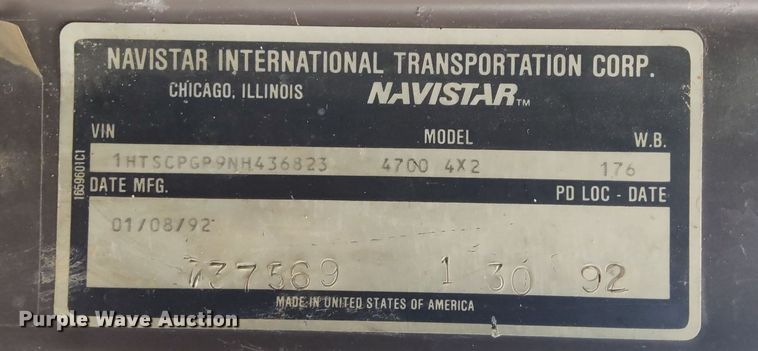 NAVISTAR INTERNATIONAL TRANSPORTATION CORP.
CHICAGO, ILLINOIS NAVISTAR™
VIN MODEL W.B.
1HTSCPGP9NH436823 4700 4X2 176
DATE MFG. PD LOC - DATE
01/08/92
737569 1 30 92
MADE IN UNITED STATES OF AMERICA
1659601C1
Purple Wave Auction